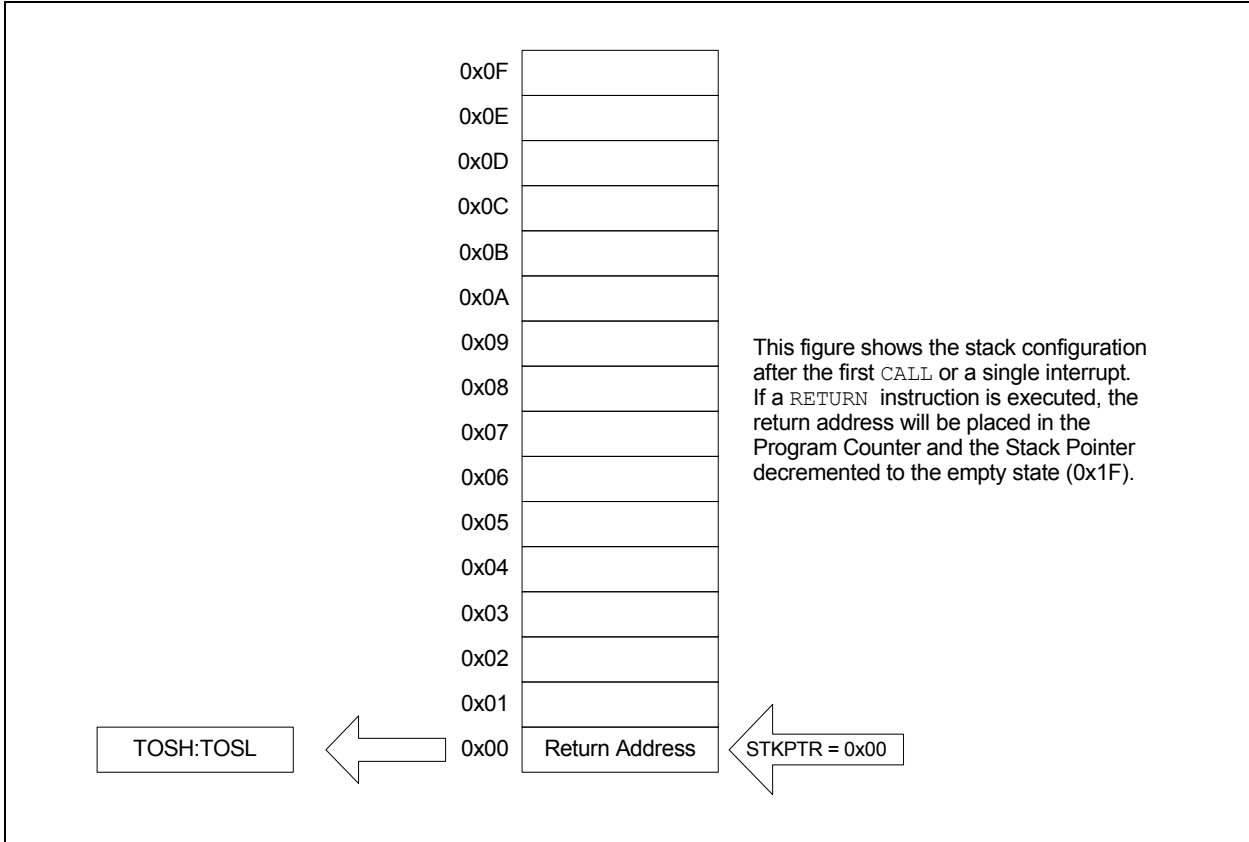 0x0F
0x0E
0x0D
0x0C
0x0B
0x0A
0x09
0x08
0x07
0x06
0x05
0x04
0x03
0x02
0x01
0x00
This figure shows the stack configuration
after the first CALL or a single interrupt.
If a RETURN instruction is executed, the
return address will be placed in the
Program Counter and the Stack Pointer
decremented to the empty state (0x1F).
TOSH:TOSL
Return Address
STKPTR = 0x00